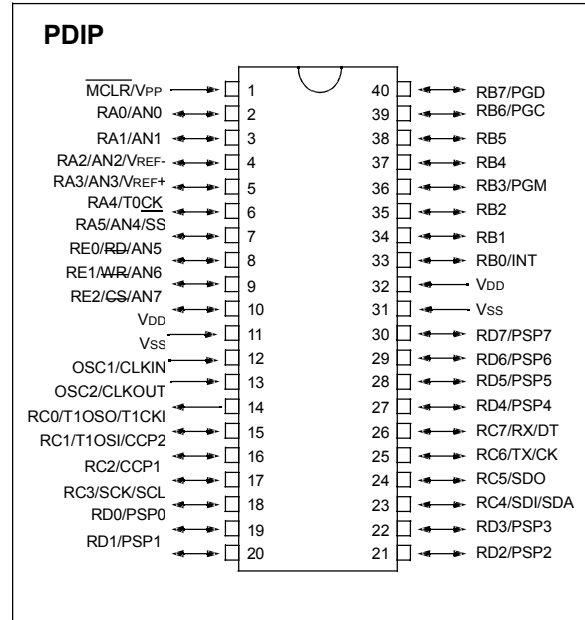 PDIP
MCLR/VPP 1 40 RB7/PGD
RA0/AN0 2 39 RB6/PGC
RA1/AN1 3 38 RB5
RA2/AN2/VREF- 4 37 RB4
RA3/AN3/VREF+ 5 36 RB3/PGM
RA4/T0CK 6 35 RB2
RA5/AN4/SS 7 34 RB1
RE0/RD/AN5 8 33 RB0/INT
RE1/WR/AN6 9 32 VDD
RE2/CS/AN7 10 31 VSS
VDD 11 30 RD7/PSP7
VSS 12 29 RD6/PSP6
OSC1/CLKIN 13 28 RD5/PSP5
OSC2/CLKOUT 14 27 RD4/PSP4
RC0/T1OSO/T1CKI 15 26 RC7/RX/DT
RC1/T1OSI/CCP2 16 25 RC6/TX/CK
RC2/CCP1 17 24 RC5/SDO
RC3/SCK/SCL 18 23 RC4/SDI/SDA
RD0/PSP0 19 22 RD3/PSP3
RD1/PSP1 20 21 RD2/PSP2